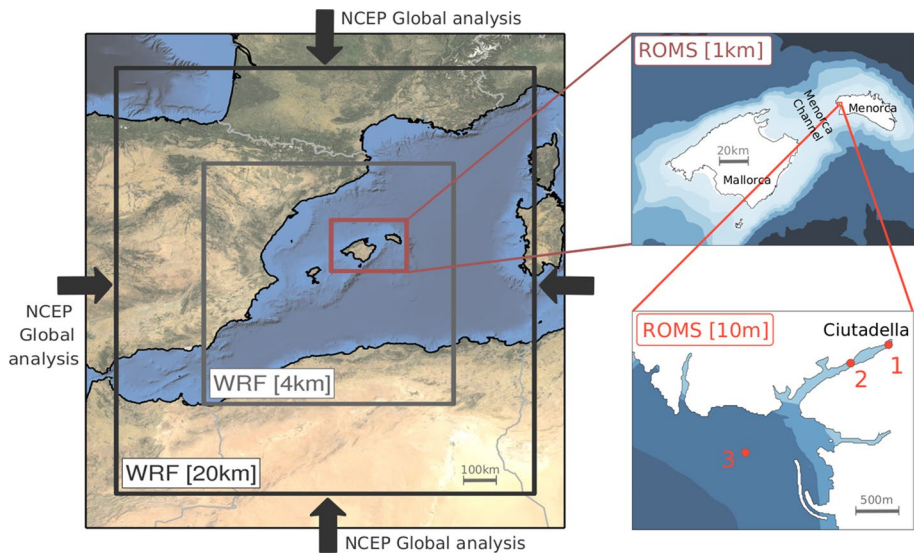 NCEP Global analysis
NCEP
Global
analysis
WRF [4km]
WRF [20km]
100km
NCEP Global analysis
ROMS [1km]
Menorca
Channel
Menorca
20km
Mallorca
ROMS [10m]
Ciutadella
1
2
3
500m